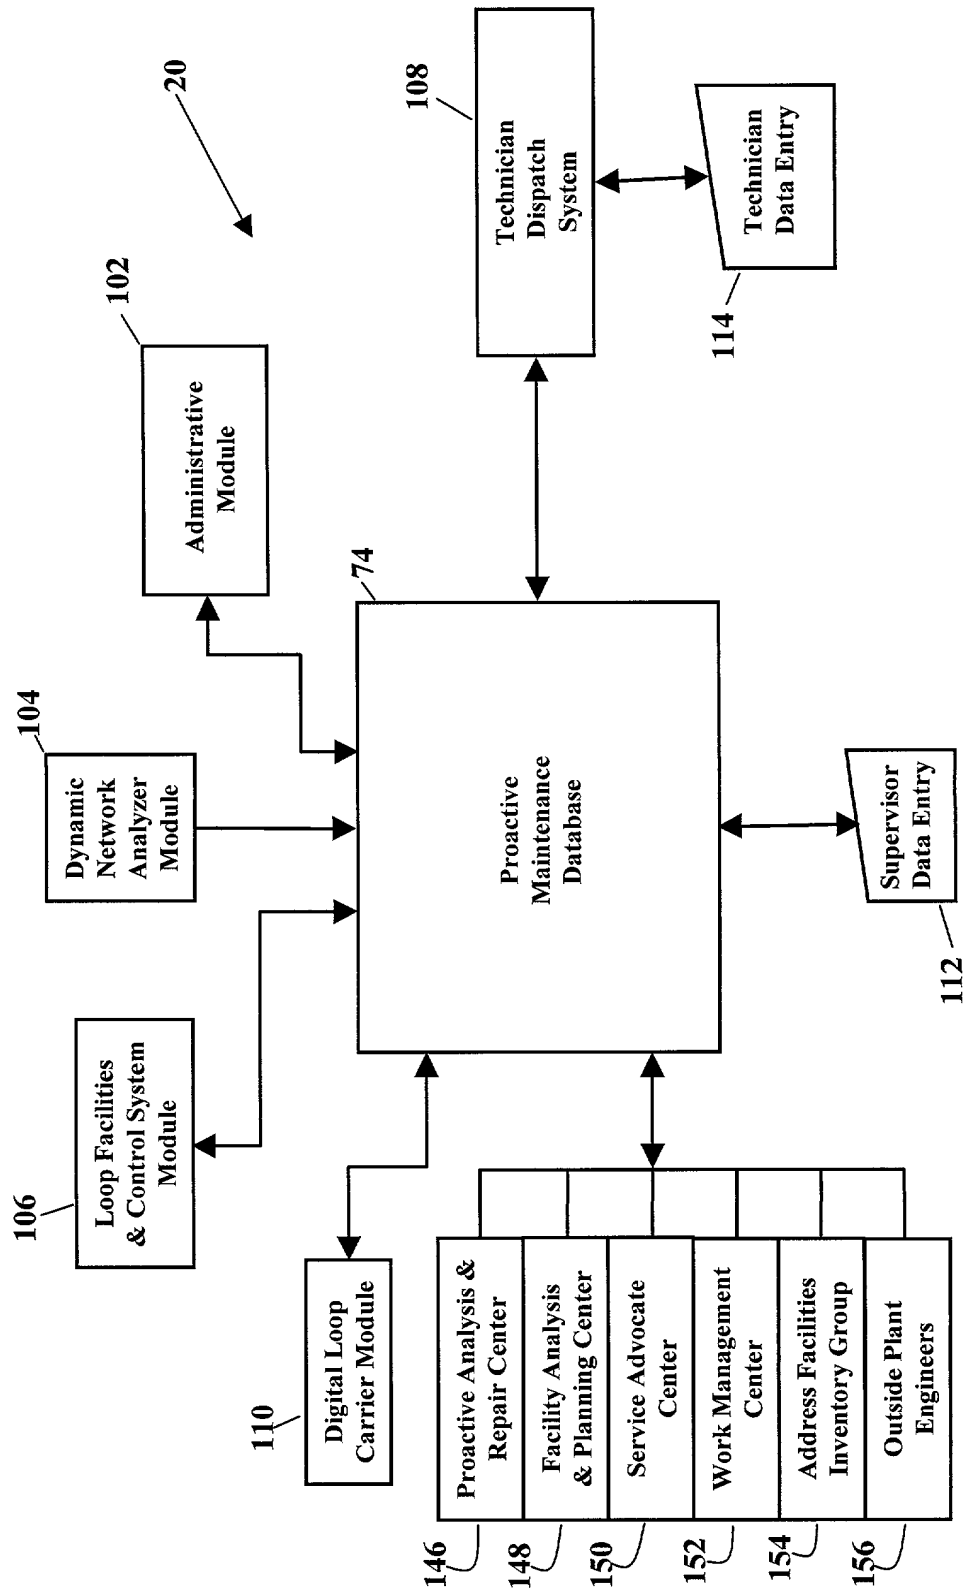 20
102
Administrative
Module
104
Dynamic
Network
Analyzer
Module
106
Loop Facilities
& Control System
Module
110
Digital Loop
Carrier Module
74
Proactive
Maintenance
Database
108
Technician
Dispatch
System
114
Technician
Data Entry
112
Supervisor
Data Entry
146
Proactive Analysis &
Repair Center
148
Facility Analysis
& Planning Center
150
Service Advocate
Center
152
Work Management
Center
154
Address Facilities
Inventory Group
156
Outside Plant
Engineers